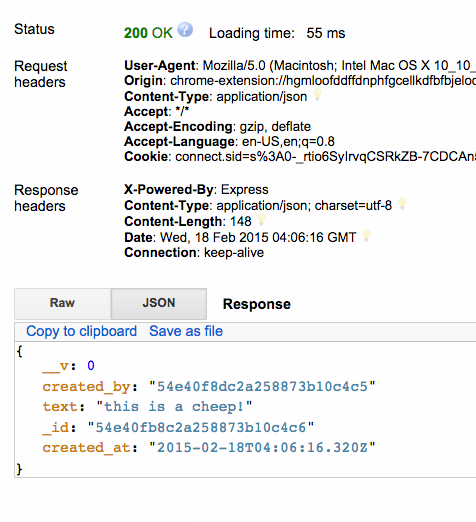 Status
200 OK ? Loading time: 55 ms
Request headers
User-Agent: Mozilla/5.0 (Macintosh; Intel Mac OS X 10_10_
Origin: chrome-extension://hgmloofddffdnphfgcellkdfbfbjeloo
Content-Type: application/json
Accept: */*
Accept-Encoding: gzip, deflate
Accept-Language: en-US,en;q=0.8
Cookie: connect.sid=s%3A0-_rtio6SylrvqCSRkZB-7CDCAn
Response headers
X-Powered-By: Express
Content-Type: application/json; charset=utf-8
Content-Length: 148
Date: Wed, 18 Feb 2015 04:06:16 GMT
Connection: keep-alive
Raw JSON Response
Copy to clipboard Save as file
{
__v: 0
created_by: "54e40f8dc2a258873b10c4c5"
text: "this is a cheep!"
_id: "54e40fb8c2a258873b10c4c6"
created_at: "2015-02-18T04:06:16.320Z"
}